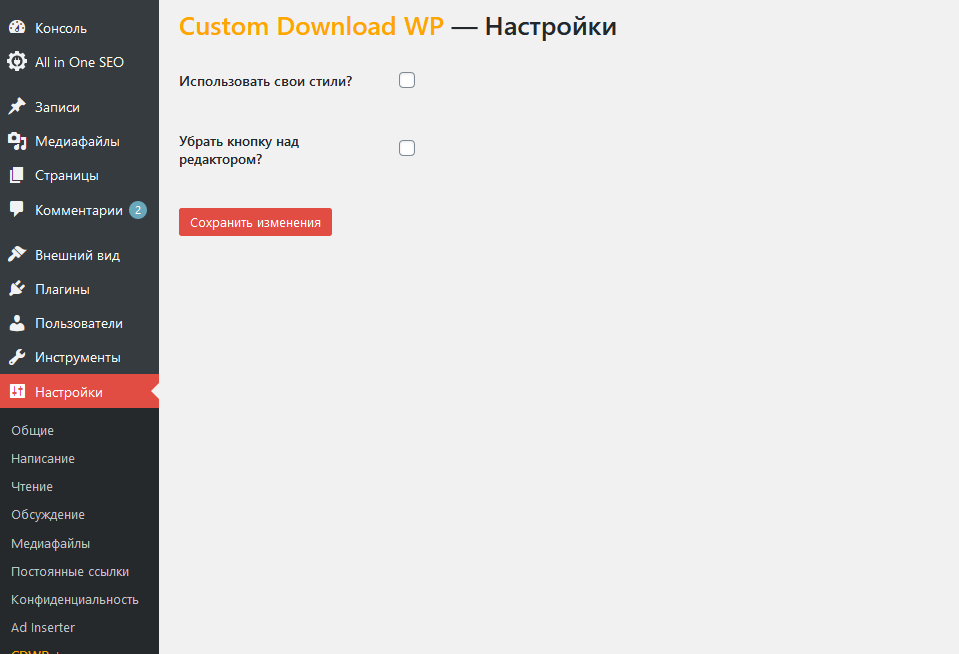 Консоль
All in One SEO
Записи
Медиафайлы
Страницы
Комментарии 2
Внешний вид
Плагины
Пользователи
Инструменты
Настройки
Общие
Написание
Чтение
Обсуждение
Медиафайлы
Постоянные ссылки
Конфиденциальность
Ad Inserter
Custom Download WP — Настройки
Использовать свои стили?
Убрать кнопку над
редактором?
Сохранить изменения